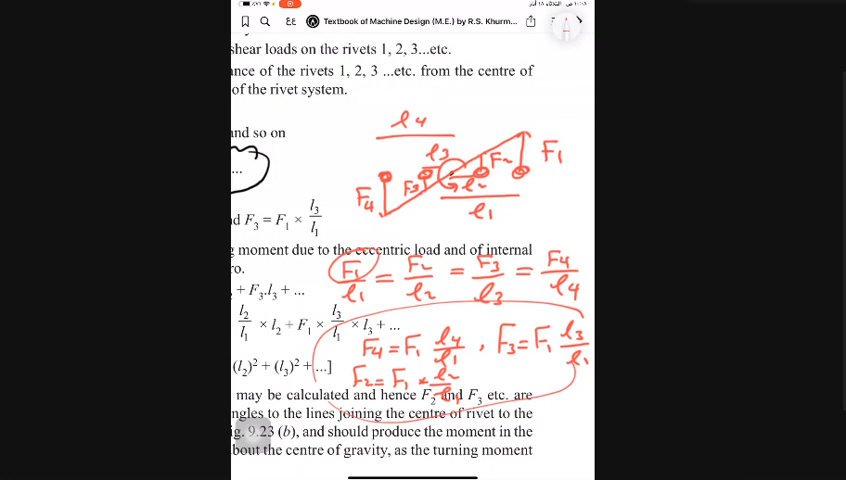 Textbook of Machine Design (M.E.) by R.S. Khurm...
shear loads on the rivets 1, 2, 3...etc.
ance of the rivets 1, 2, 3 ...etc. from the centre of
of the rivet system.
and so on
...
l4
l3
F2
F1
F3
l2
F4
l1
d F3 = F1 × l3/l1
g moment due to the eccentric load and of internal
ro.
F1/l1 = F2/l2 = F3/l3 = F4/l4
+ F3.l3 + ...
l2/l1 × l2 + F1 × l3/l1 × l3 + ...
F4 = F1 l4/l1 , F3 = F1 l3/l1
(l2)² + (l3)² + ...]
F2 = F1 * l2/l1
may be calculated and hence F2 and F3 etc. are
ngles to the lines joining the centre of rivet to the
ig. 9.23 (b), and should produce the moment in the
bout the centre of gravity, as the turning moment